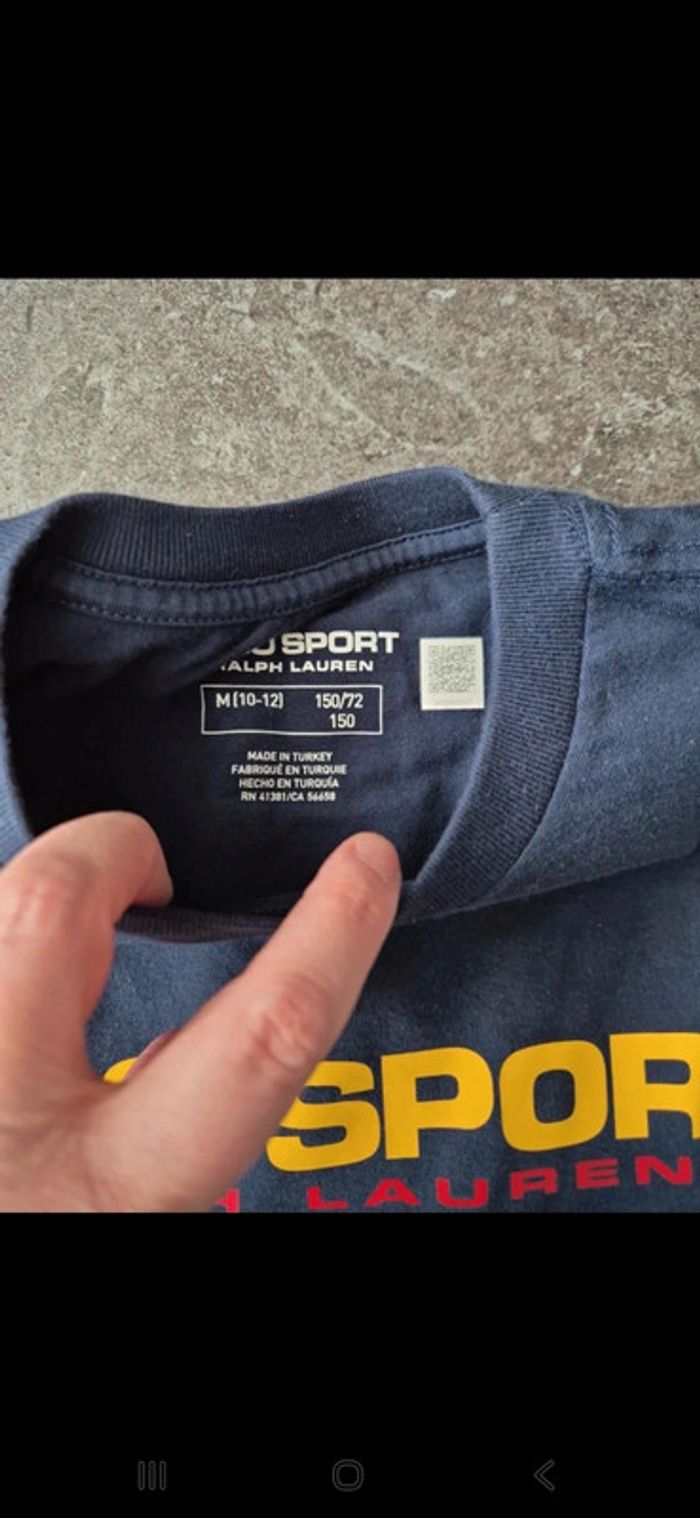 SPORT
RALPH LAUREN
M (10-12) 150/72
150
MADE IN TURKEY
FABRIQUÉ EN TURQUIE
HECHO EN TURQUÍA
RN 41381/CA 56658
SPOR
H LAUREN